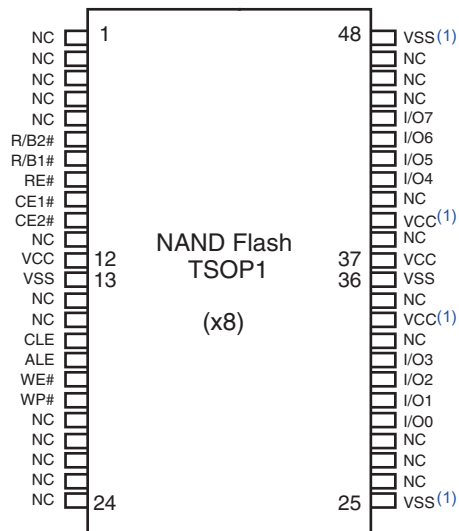 NC 1 48 VSS(1)
NC NC
NC NC
NC NC
NC I/O7
R/B2# I/O6
R/B1# I/O5
RE# I/O4
CE1# NC
CE2# VCC(1)
NC NC
VCC 12 NAND Flash 37 VCC
VSS 13 TSOP1 36 VSS
NC NC
NC (x8) VCC(1)
CLE NC
ALE I/O3
WE# I/O2
WP# I/O1
NC I/O0
NC NC
NC NC
NC NC
NC 24 25 VSS(1)